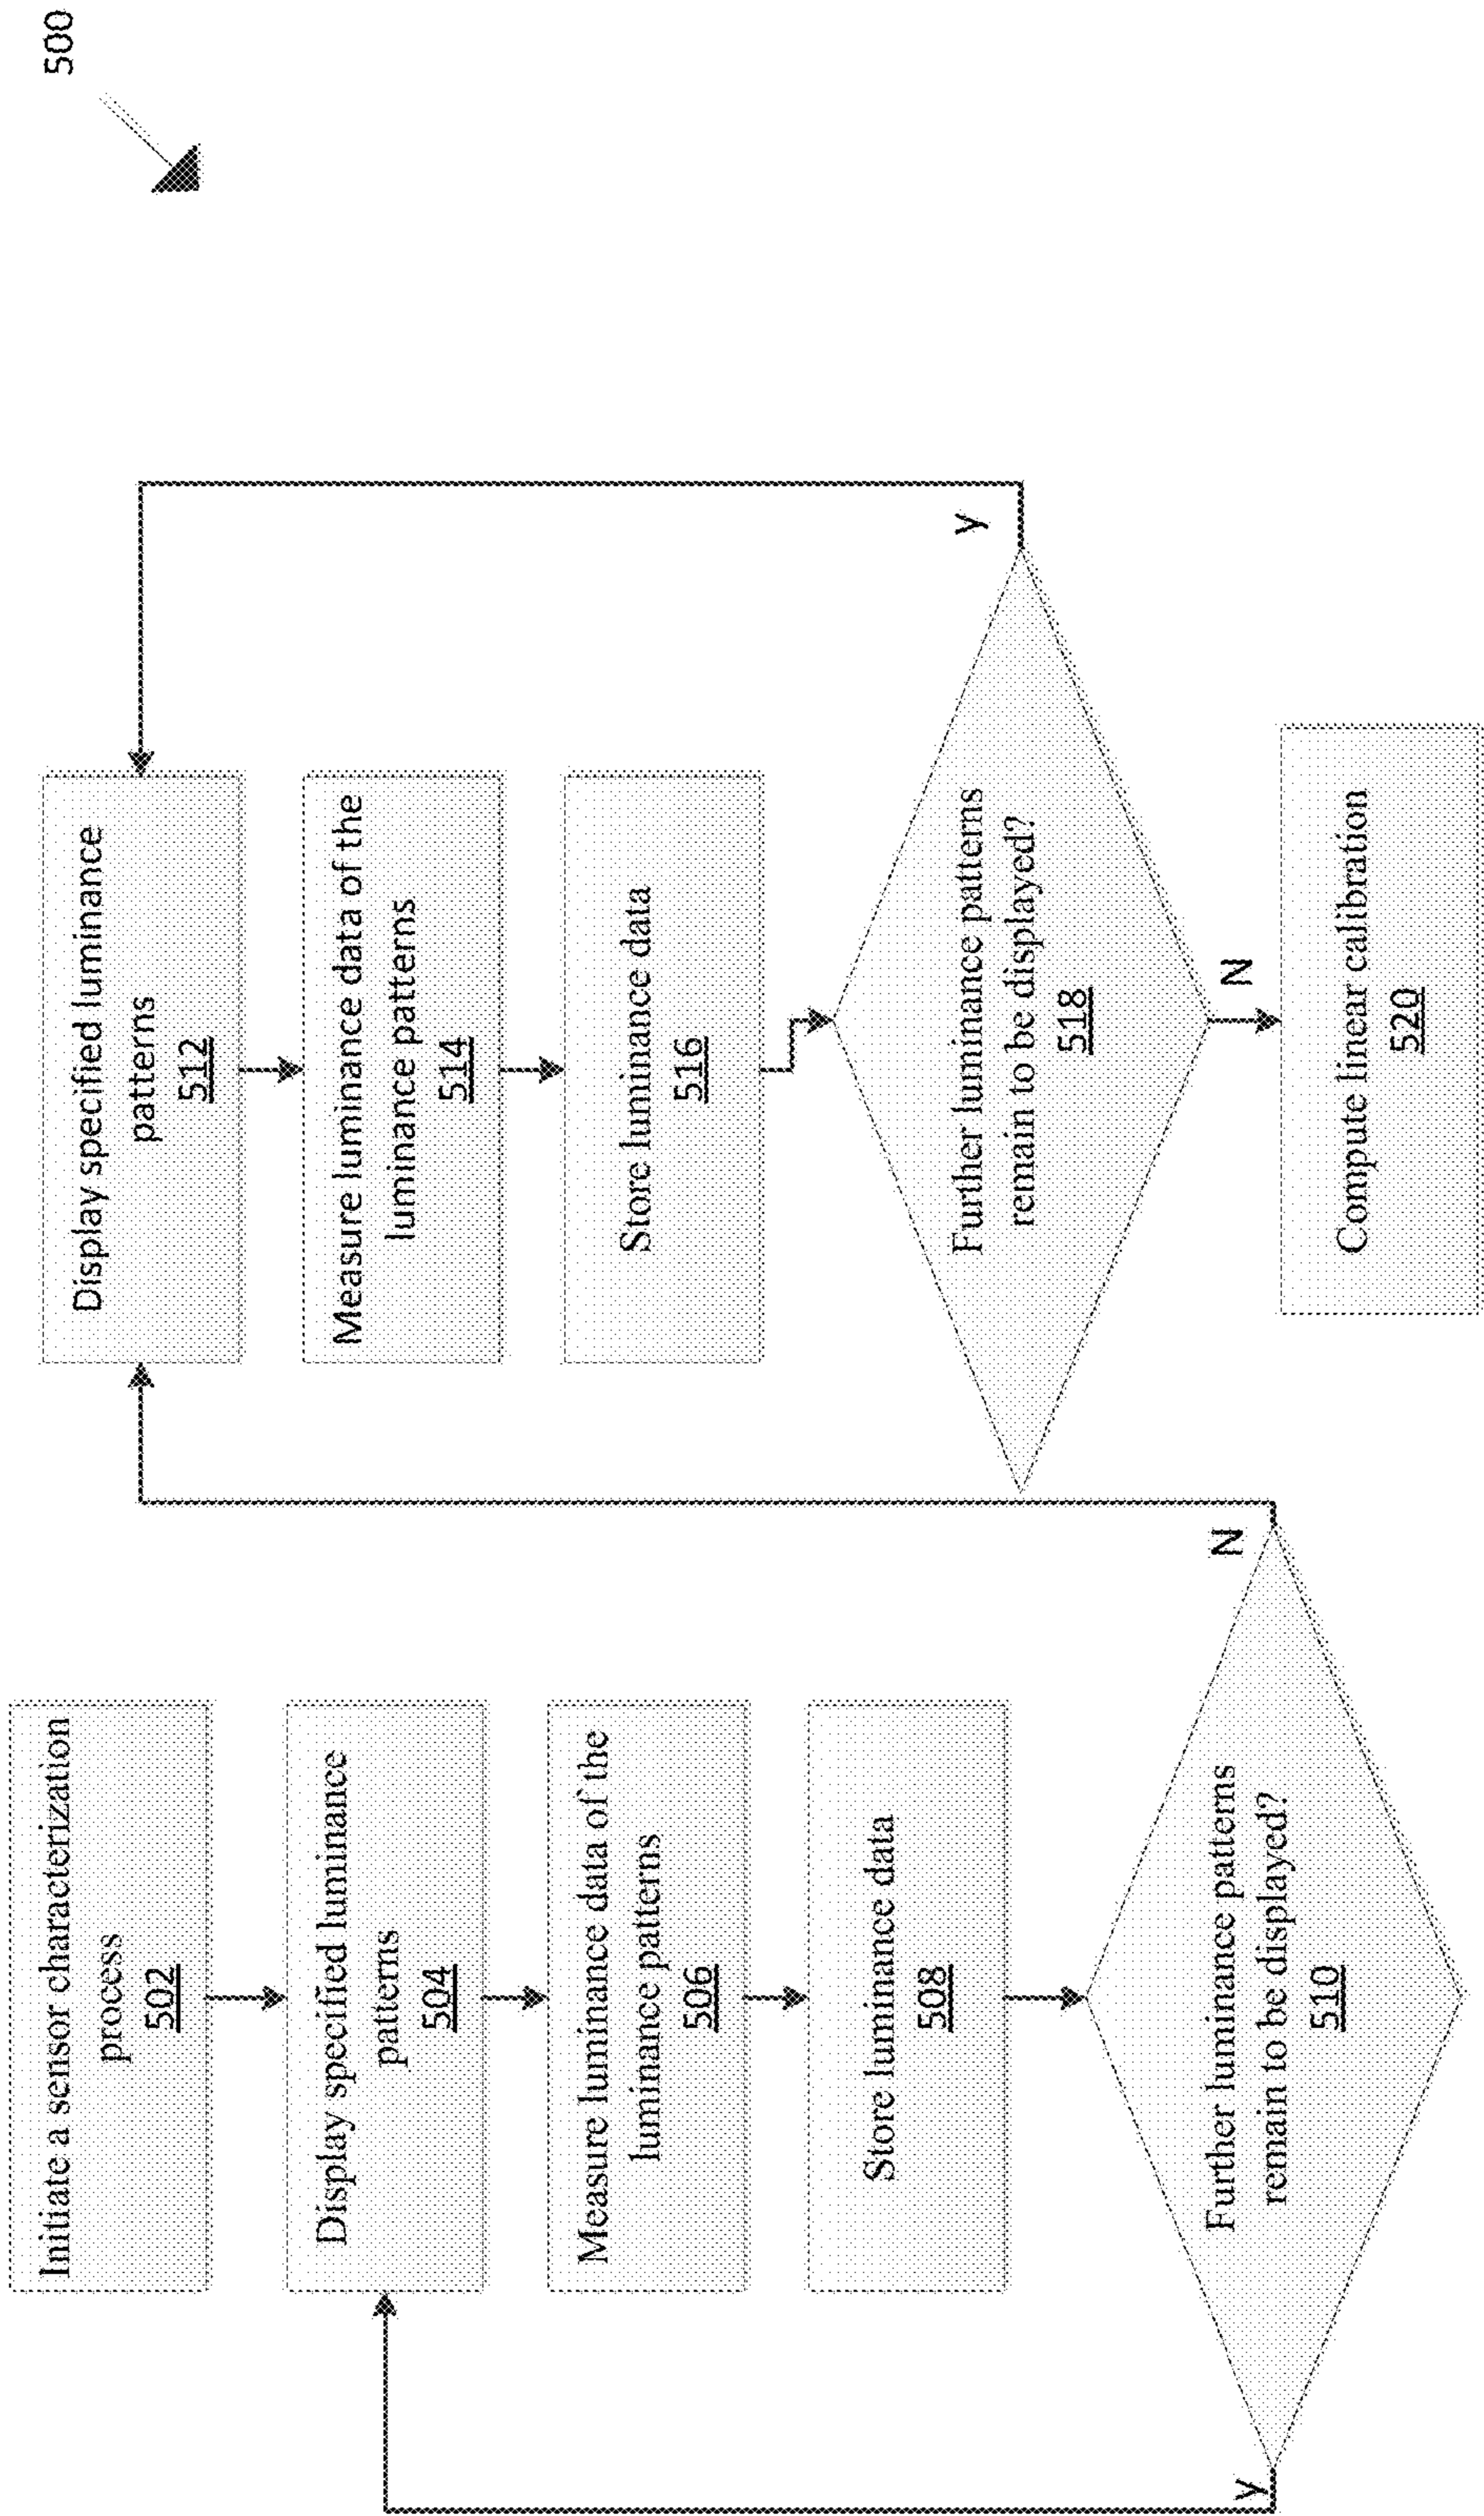 500
Initiate a sensor characterization
process
502
Display specified luminance
patterns
504
Measure luminance data of the
luminance patterns
506
Store luminance data
508
Further luminance patterns
remain to be displayed?
510
y
N
Display specified luminance
patterns
512
Measure luminance data of the
luminance patterns
514
Store luminance data
516
Further luminance patterns
remain to be displayed?
518
y
N
Compute linear calibration
520